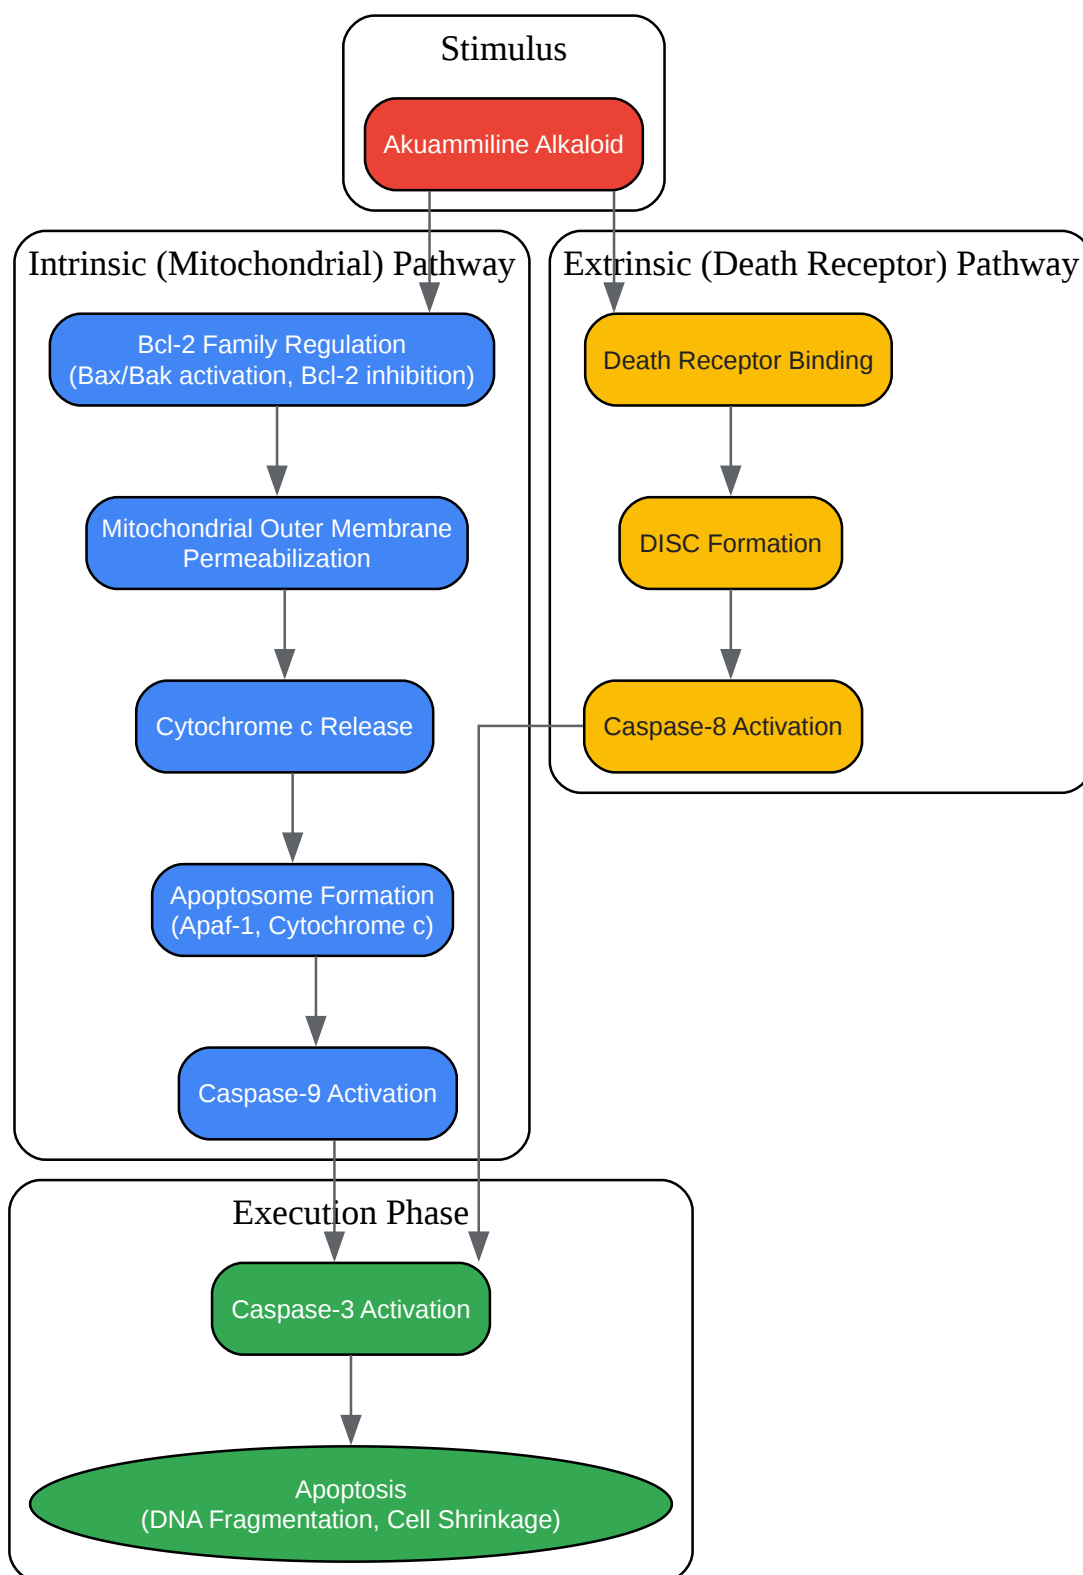 Stimulus
Akuammiline Alkaloid
Intrinsic (Mitochondrial) Pathway
Bcl-2 Family Regulation
(Bax/Bak activation, Bcl-2 inhibition)
Mitochondrial Outer Membrane
Permeabilization
Cytochrome c Release
Apoptosome Formation
(Apaf-1, Cytochrome c)
Caspase-9 Activation
Extrinsic (Death Receptor) Pathway
Death Receptor Binding
DISC Formation
Caspase-8 Activation
Execution Phase
Caspase-3 Activation
Apoptosis
(DNA Fragmentation, Cell Shrinkage)